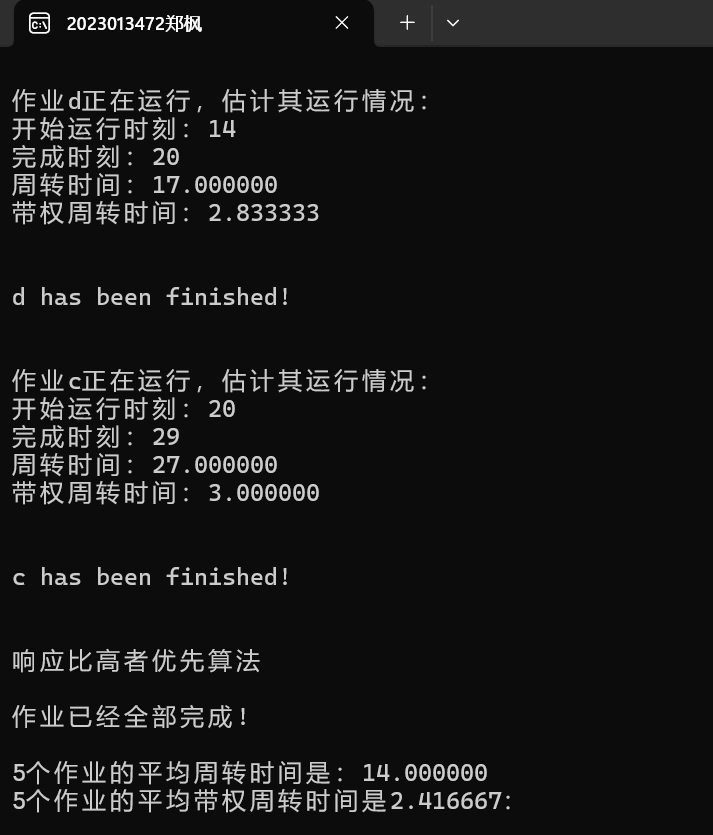 2023013472郑枫
作业d正在运行，估计其运行情况：
开始运行时刻：14
完成时刻：20
周转时间：17.000000
带权周转时间：2.833333
d has been finished!
作业c正在运行，估计其运行情况：
开始运行时刻：20
完成时刻：29
周转时间：27.000000
带权周转时间：3.000000
c has been finished!
响应比高者优先算法
作业已经全部完成！
5个作业的平均周转时间是：14.000000
5个作业的平均带权周转时间是2.416667：